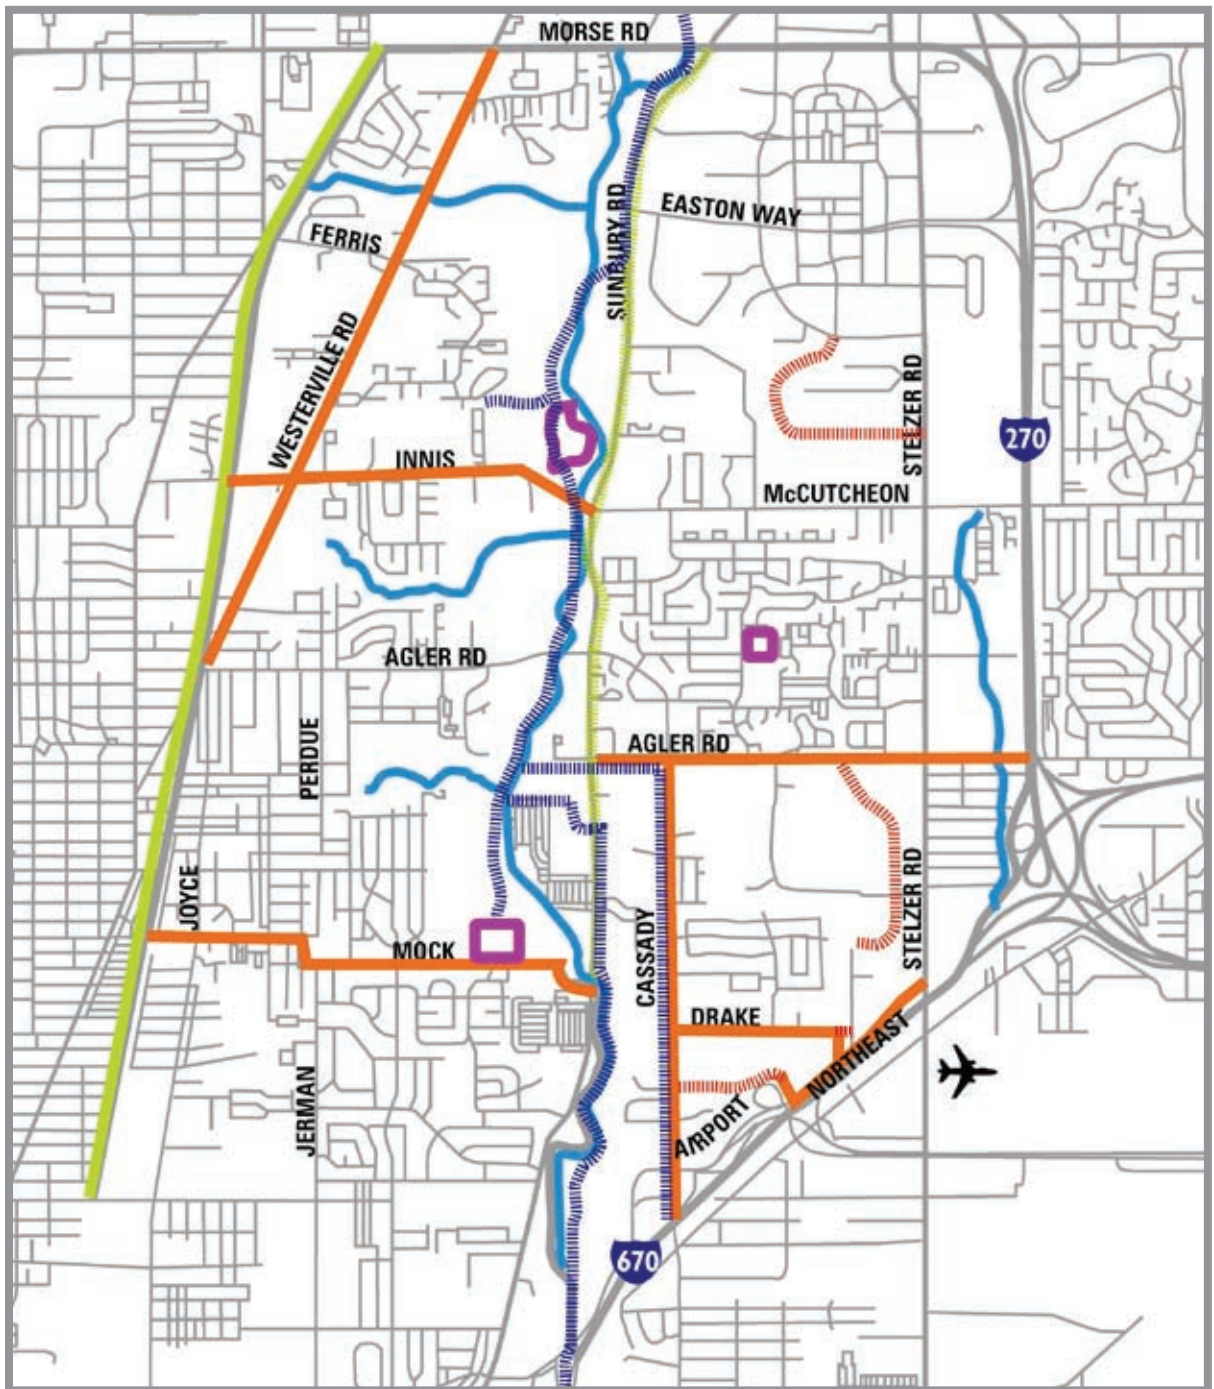 MORSE RD
SUNBURY RD
EASTON WAY
FERRIS
WESTERVILLE RD
STELZER RD
270
INNIS
McCUTCHEON
AGLER RD
PERDUE
AGLER RD
JOYCE
MOCK
CASSADY
STELZER RD
DRAKE
NORTHEAST
JERMAN
AIRPORT
670